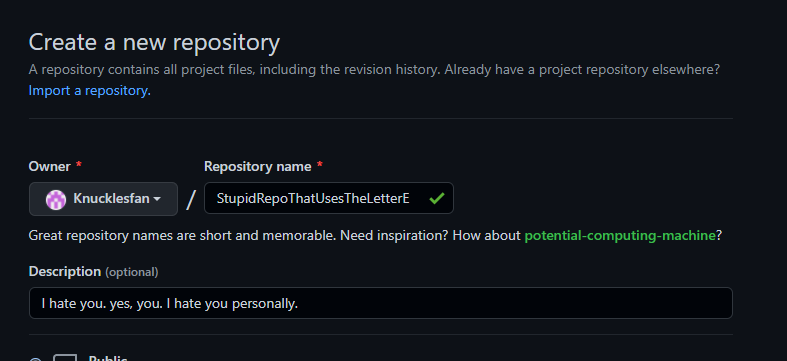 Create a new repository
A repository contains all project files, including the revision history. Already have a project repository elsewhere?
Import a repository.
Owner * Repository name *
Knucklesfan / StupidRepoThatUsesTheLetterE
Great repository names are short and memorable. Need inspiration? How about potential-computing-machine?
Description (optional)
I hate you. yes, you. I hate you personally.
Public